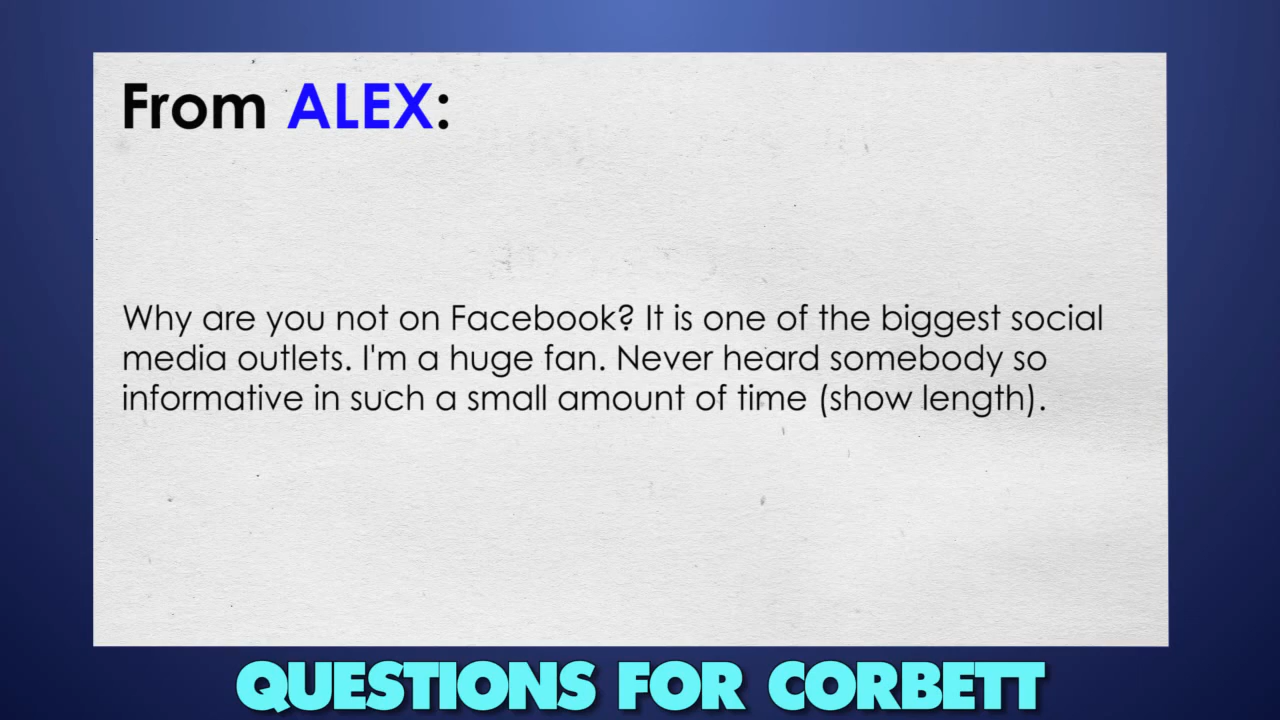 From ALEX:
Why are you not on Facebook? It is one of the biggest social
media outlets. I'm a huge fan. Never heard somebody so
informative in such a small amount of time (show length).
QUESTIONS FOR CORBETT